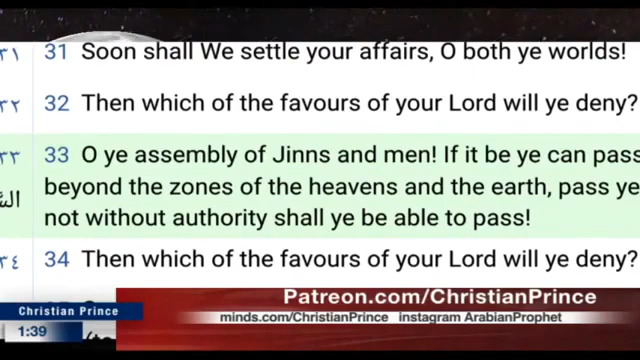 ٣١ 31 Soon shall We settle your affairs, O both ye worlds!
٣٢ 32 Then which of the favours of your Lord will ye deny?
٣٣ 33 O ye assembly of Jinns and men! If it be ye can pass
beyond the zones of the heavens and the earth, pass ye
not without authority shall ye be able to pass!
٣٤ 34 Then which of the favours of your Lord will ye deny?
Patreon.com/ChristianPrince
Christian Prince
minds.com/ChristianPrince instagram ArabianProphet
1:39